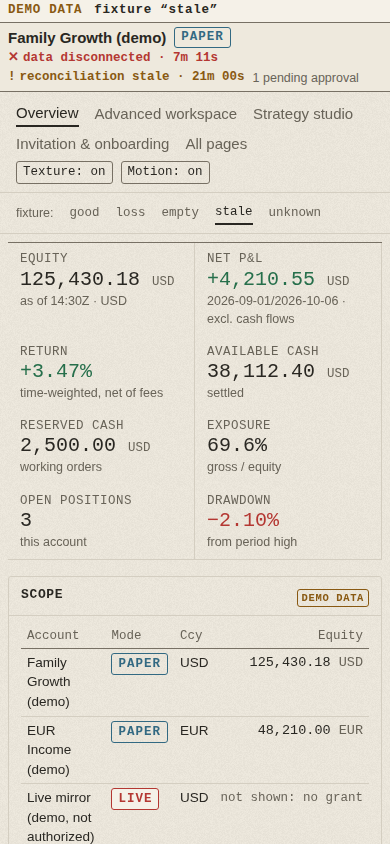 DEMO DATA fixture “stale”
Family Growth (demo) PAPER
✕ data disconnected · 7m 11s
! reconciliation stale · 21m 00s 1 pending approval
Overview Advanced workspace Strategy studio
Invitation & onboarding All pages
Texture: on Motion: on
fixture: good loss empty stale unknown
EQUITY
125,430.18 USD
as of 14:30Z · USD
NET P&L
+4,210.55 USD
2026-09-01/2026-10-06 ·
excl. cash flows
RETURN
+3.47%
time-weighted, net of fees
AVAILABLE CASH
38,112.40 USD
settled
RESERVED CASH
2,500.00 USD
working orders
EXPOSURE
69.6%
gross / equity
OPEN POSITIONS
3
this account
DRAWDOWN
−2.10%
from period high
SCOPE DEMO DATA
Account Mode Ccy Equity
Family Growth (demo) PAPER USD 125,430.18 USD
EUR Income (demo) PAPER EUR 48,210.00 EUR
Live mirror (demo, not authorized) LIVE USD not shown: no grant